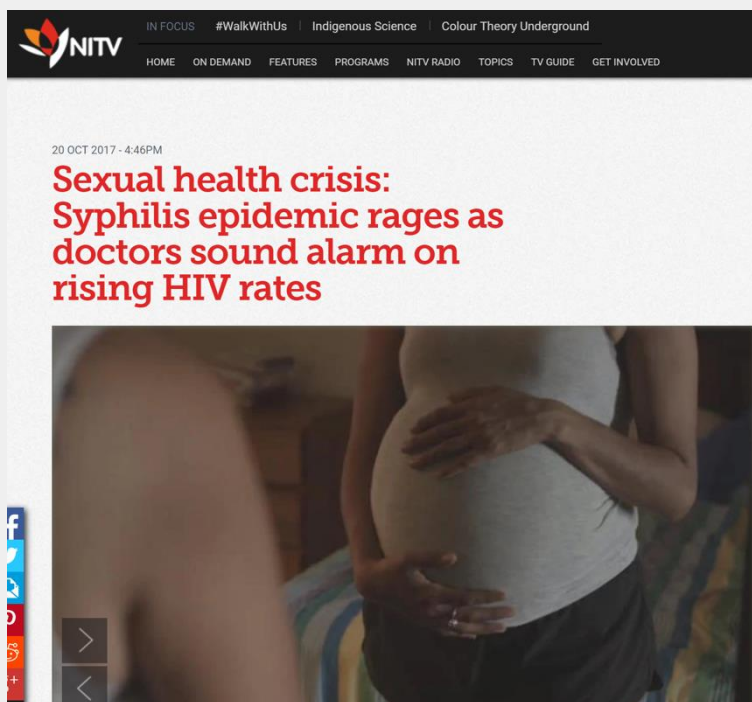 NITV
IN FOCUS #WalkWithUs Indigenous Science Colour Theory Underground
HOME ON DEMAND FEATURES PROGRAMS NITV RADIO TOPICS TV GUIDE GET INVOLVED
20 OCT 2017 - 4:46PM
Sexual health crisis:
Syphilis epidemic rages as
doctors sound alarm on
rising HIV rates